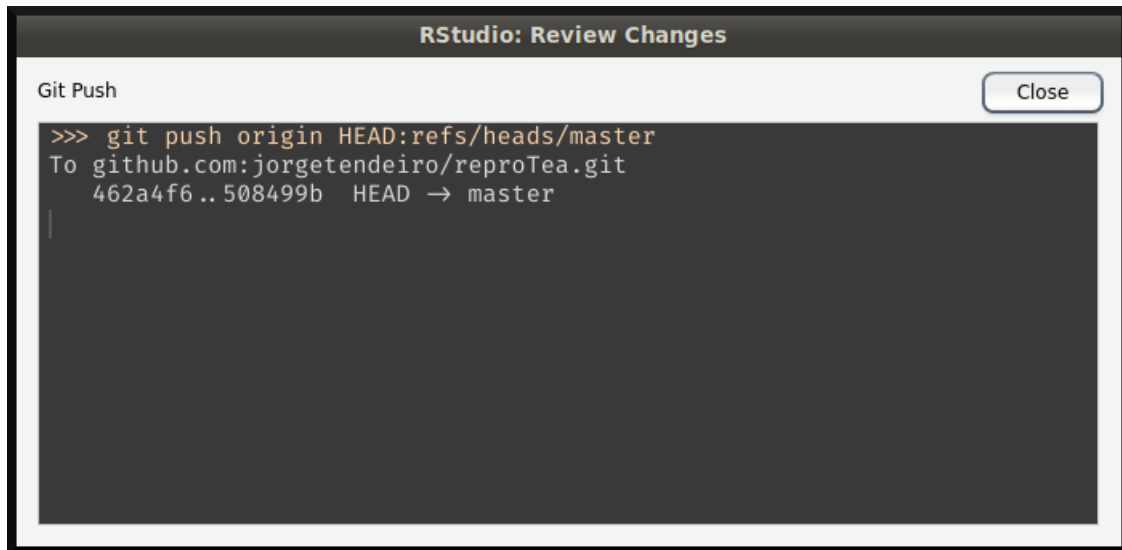 RStudio: Review Changes
Git Push
Close
>>> git push origin HEAD:refs/heads/master
To github.com:jorgetendeiro/reproTea.git
   462a4f6..508499b  HEAD -> master